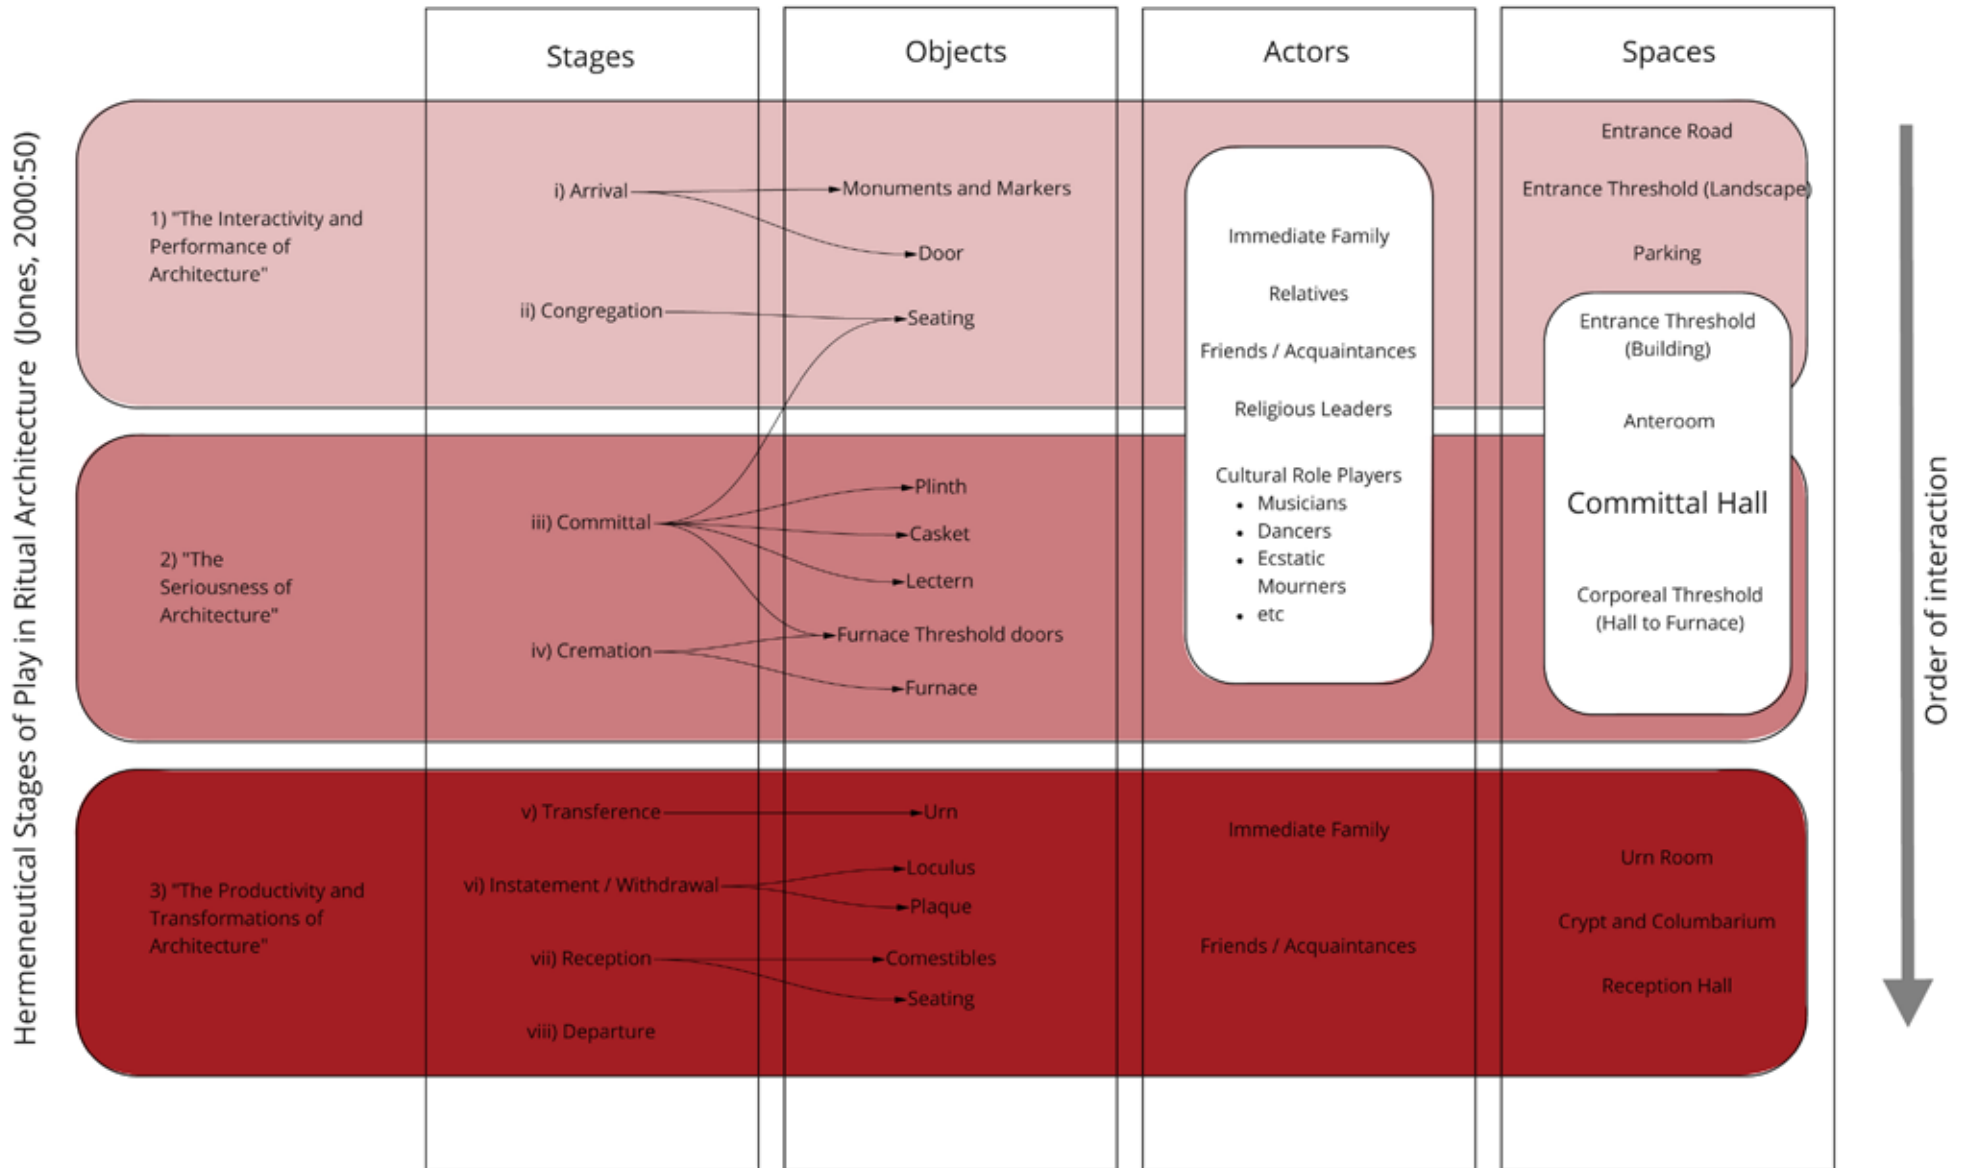 Hermeneutical Stages of Play in Ritual Architecture (Jones, 2000:50)
Stages
Objects
Actors
Spaces
1) "The Interactivity and
Performance of
Architecture"
i) Arrival
ii) Congregation
Monuments and Markers
Door
Seating
Immediate Family
Relatives
Friends / Acquaintances
Religious Leaders
Cultural Role Players
• Musicians
• Dancers
• Ecstatic
Mourners
• etc
Entrance Road
Entrance Threshold (Landscape)
Parking
Entrance Threshold
(Building)
Anteroom
Committal Hall
Corporeal Threshold
(Hall to Furnace)
2) "The
Seriousness of
Architecture"
iii) Committal
iv) Cremation
Plinth
Casket
Lectern
Furnace Threshold doors
Furnace
3) "The Productivity and
Transformations of
Architecture"
v) Transference
vi) Instatement / Withdrawal
vii) Reception
viii) Departure
Urn
Loculus
Plaque
Comestibles
Seating
Immediate Family
Friends / Acquaintances
Urn Room
Crypt and Columbarium
Reception Hall
Order of interaction